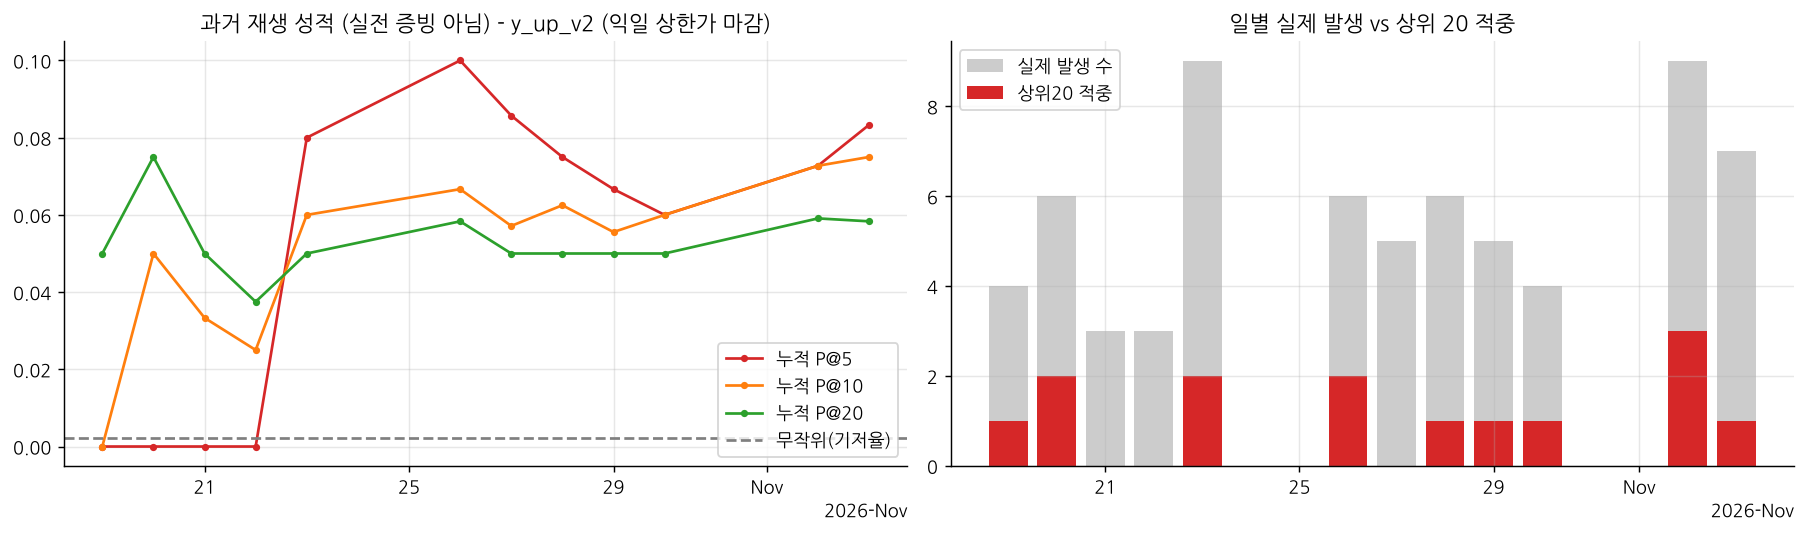 과거 재생 성적 (실전 증빙 아님) - y_up_v2 (익일 상한가 마감)
0.10
0.08
0.06
0.04
0.02
0.00
누적 P@5
누적 P@10
누적 P@20
무작위(기저율)
21
25
29
Nov
2026-Nov
일별 실제 발생 vs 상위 20 적중
실제 발생 수
상위20 적중
8
6
4
2
0
21
25
29
Nov
2026-Nov